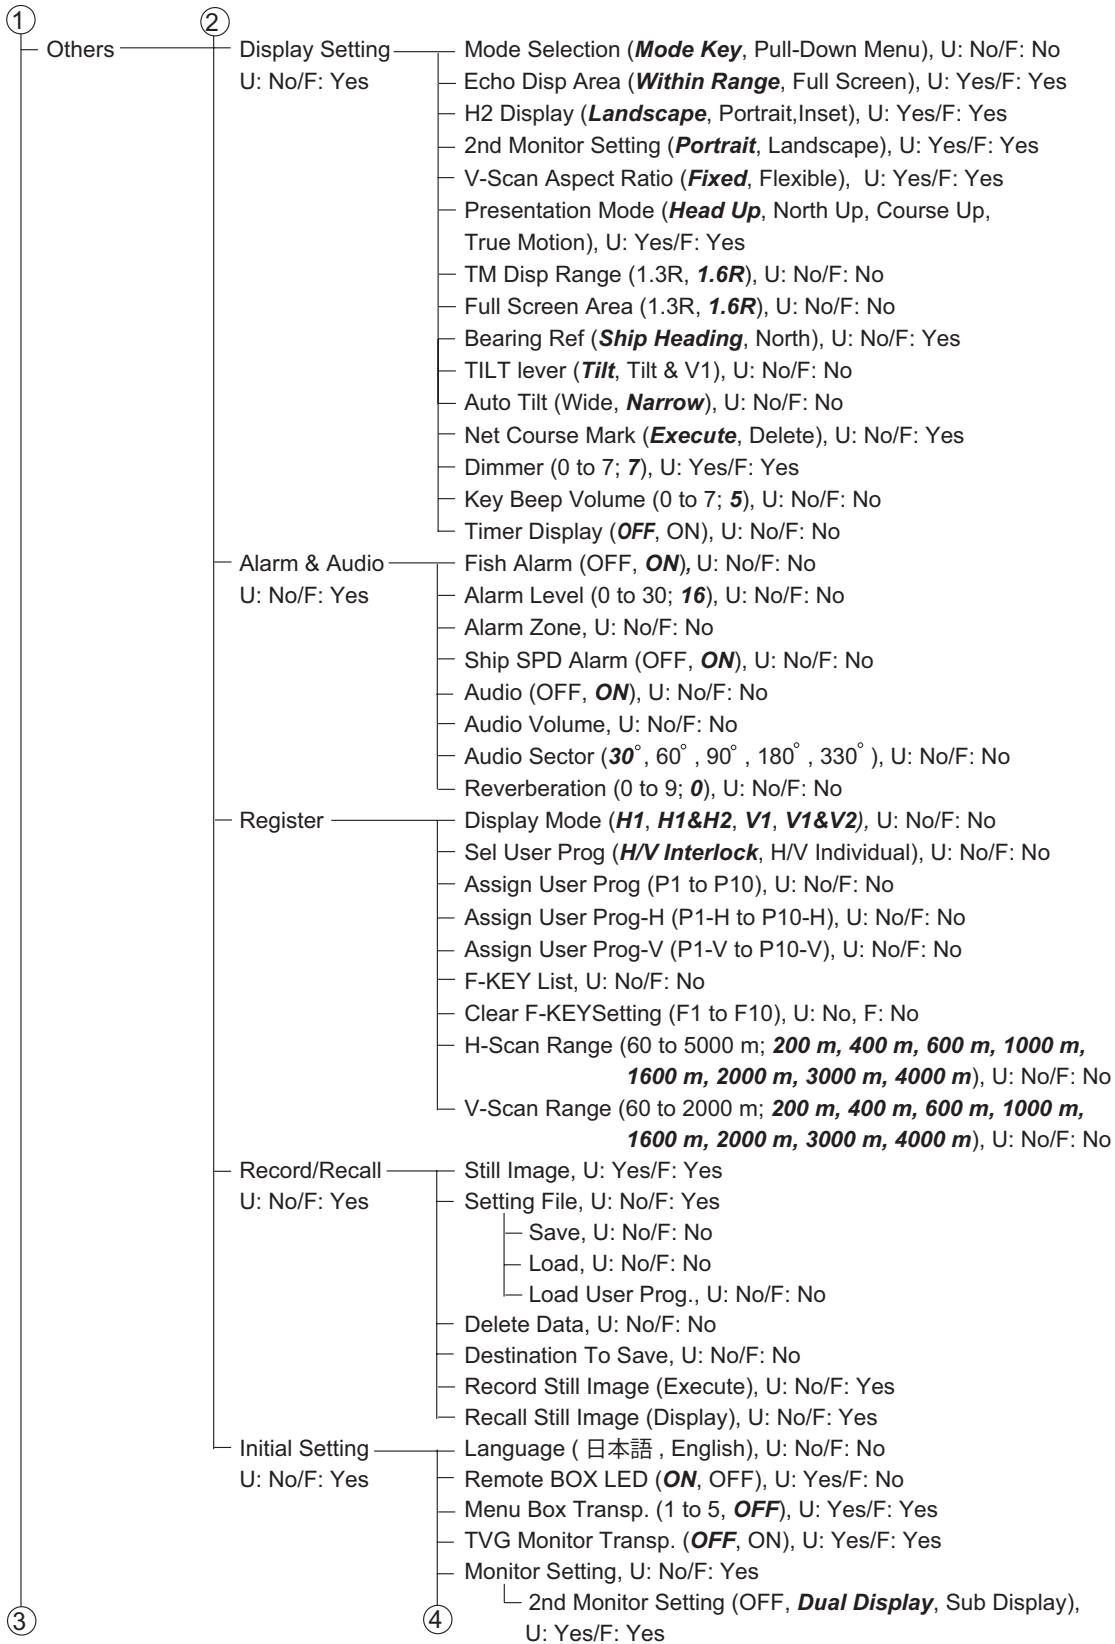 1 2
Others Display Setting Mode Selection (Mode Key, Pull-Down Menu), U: No/F: No
U: No/F: Yes Echo Disp Area (Within Range, Full Screen), U: Yes/F: Yes
H2 Display (Landscape, Portrait,Inset), U: Yes/F: Yes
2nd Monitor Setting (Portrait, Landscape), U: Yes/F: Yes
V-Scan Aspect Ratio (Fixed, Flexible), U: Yes/F: Yes
Presentation Mode (Head Up, North Up, Course Up,
True Motion), U: Yes/F: Yes
TM Disp Range (1.3R, 1.6R), U: No/F: No
Full Screen Area (1.3R, 1.6R), U: No/F: No
Bearing Ref (Ship Heading, North), U: No/F: Yes
TILT lever (Tilt, Tilt & V1), U: No/F: No
Auto Tilt (Wide, Narrow), U: No/F: No
Net Course Mark (Execute, Delete), U: No/F: Yes
Dimmer (0 to 7; 7), U: Yes/F: Yes
Key Beep Volume (0 to 7; 5), U: No/F: No
Timer Display (OFF, ON), U: No/F: No
Alarm & Audio Fish Alarm (OFF, ON), U: No/F: No
U: No/F: Yes Alarm Level (0 to 30; 16), U: No/F: No
Alarm Zone, U: No/F: No
Ship SPD Alarm (OFF, ON), U: No/F: No
Audio (OFF, ON), U: No/F: No
Audio Volume, U: No/F: No
Audio Sector (30°, 60° , 90° , 180° , 330° ), U: No/F: No
Reverberation (0 to 9; 0), U: No/F: No
Register Display Mode (H1, H1&H2, V1, V1&V2), U: No/F: No
Sel User Prog (H/V Interlock, H/V Individual), U: No/F: No
Assign User Prog (P1 to P10), U: No/F: No
Assign User Prog-H (P1-H to P10-H), U: No/F: No
Assign User Prog-V (P1-V to P10-V), U: No/F: No
F-KEY List, U: No/F: No
Clear F-KEYSetting (F1 to F10), U: No, F: No
H-Scan Range (60 to 5000 m; 200 m, 400 m, 600 m, 1000 m,
1600 m, 2000 m, 3000 m, 4000 m), U: No/F: No
V-Scan Range (60 to 2000 m; 200 m, 400 m, 600 m, 1000 m,
1600 m, 2000 m, 3000 m, 4000 m), U: No/F: No
Record/Recall Still Image, U: Yes/F: Yes
U: No/F: Yes Setting File, U: No/F: Yes
Save, U: No/F: No
Load, U: No/F: No
Load User Prog., U: No/F: No
Delete Data, U: No/F: No
Destination To Save, U: No/F: No
Record Still Image (Execute), U: No/F: Yes
Recall Still Image (Display), U: No/F: Yes
Initial Setting Language ( 日本語 , English), U: No/F: No
U: No/F: Yes Remote BOX LED (ON, OFF), U: Yes/F: No
Menu Box Transp. (1 to 5, OFF), U: Yes/F: Yes
TVG Monitor Transp. (OFF, ON), U: Yes/F: Yes
Monitor Setting, U: No/F: Yes
2nd Monitor Setting (OFF, Dual Display, Sub Display),
U: Yes/F: Yes
3 4